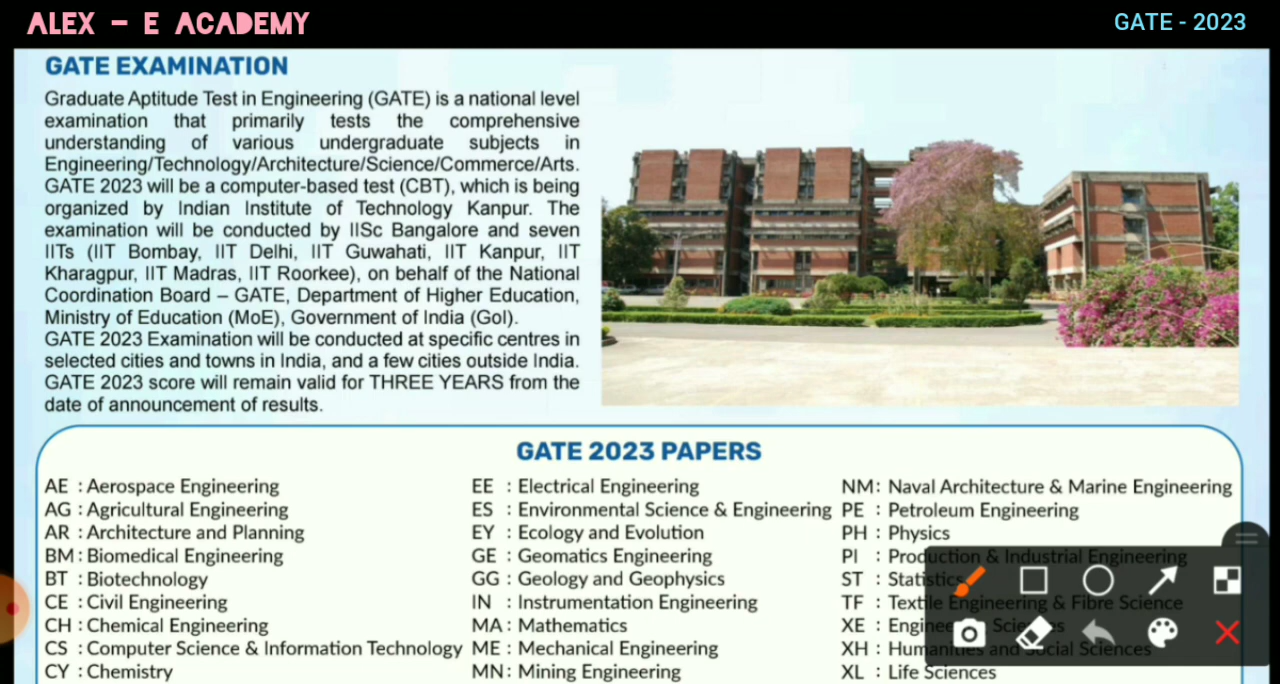 ALEX - E ACADEMY
GATE - 2023
GATE EXAMINATION
Graduate Aptitude Test in Engineering (GATE) is a national level
examination that primarily tests the comprehensive
understanding of various undergraduate subjects in
Engineering/Technology/Architecture/Science/Commerce/Arts.
GATE 2023 will be a computer-based test (CBT), which is being
organized by Indian Institute of Technology Kanpur. The
examination will be conducted by IISc Bangalore and seven
IITs (IIT Bombay, IIT Delhi, IIT Guwahati, IIT Kanpur, IIT
Kharagpur, IIT Madras, IIT Roorkee), on behalf of the National
Coordination Board – GATE, Department of Higher Education,
Ministry of Education (MoE), Government of India (GoI).
GATE 2023 Examination will be conducted at specific centres in
selected cities and towns in India, and a few cities outside India.
GATE 2023 score will remain valid for THREE YEARS from the
date of announcement of results.
GATE 2023 PAPERS
AE : Aerospace Engineering
AG : Agricultural Engineering
AR : Architecture and Planning
BM : Biomedical Engineering
BT : Biotechnology
CE : Civil Engineering
CH : Chemical Engineering
CS : Computer Science & Information Technology
CY : Chemistry
EE : Electrical Engineering
ES : Environmental Science & Engineering
EY : Ecology and Evolution
GE : Geomatics Engineering
GG : Geology and Geophysics
IN : Instrumentation Engineering
MA : Mathematics
ME : Mechanical Engineering
MN : Mining Engineering
NM : Naval Architecture & Marine Engineering
PE : Petroleum Engineering
PH : Physics
PI : Production & Industrial Engineering
ST : Statistics
TF : Textile Engineering & Fibre Science
XE : Engineering Sciences
XH : Humanities and Social Sciences
XL : Life Sciences